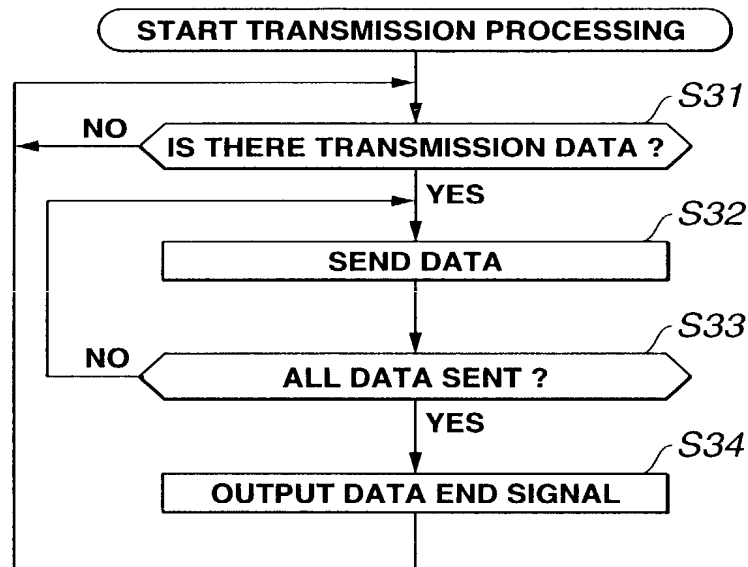 START TRANSMISSION PROCESSING
S31
NO
IS THERE TRANSMISSION DATA ?
YES
S32
SEND DATA
S33
NO
ALL DATA SENT ?
YES
S34
OUTPUT DATA END SIGNAL